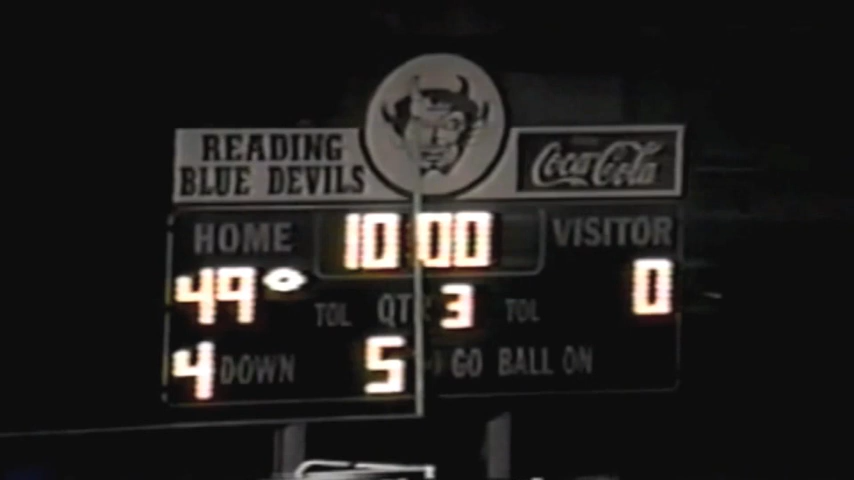 READING
BLUE DEVILS
Coca-Cola
HOME 10 00 VISITOR
49 TOL QTR 3 TOL 0
4 DOWN 5 GO BALL ON